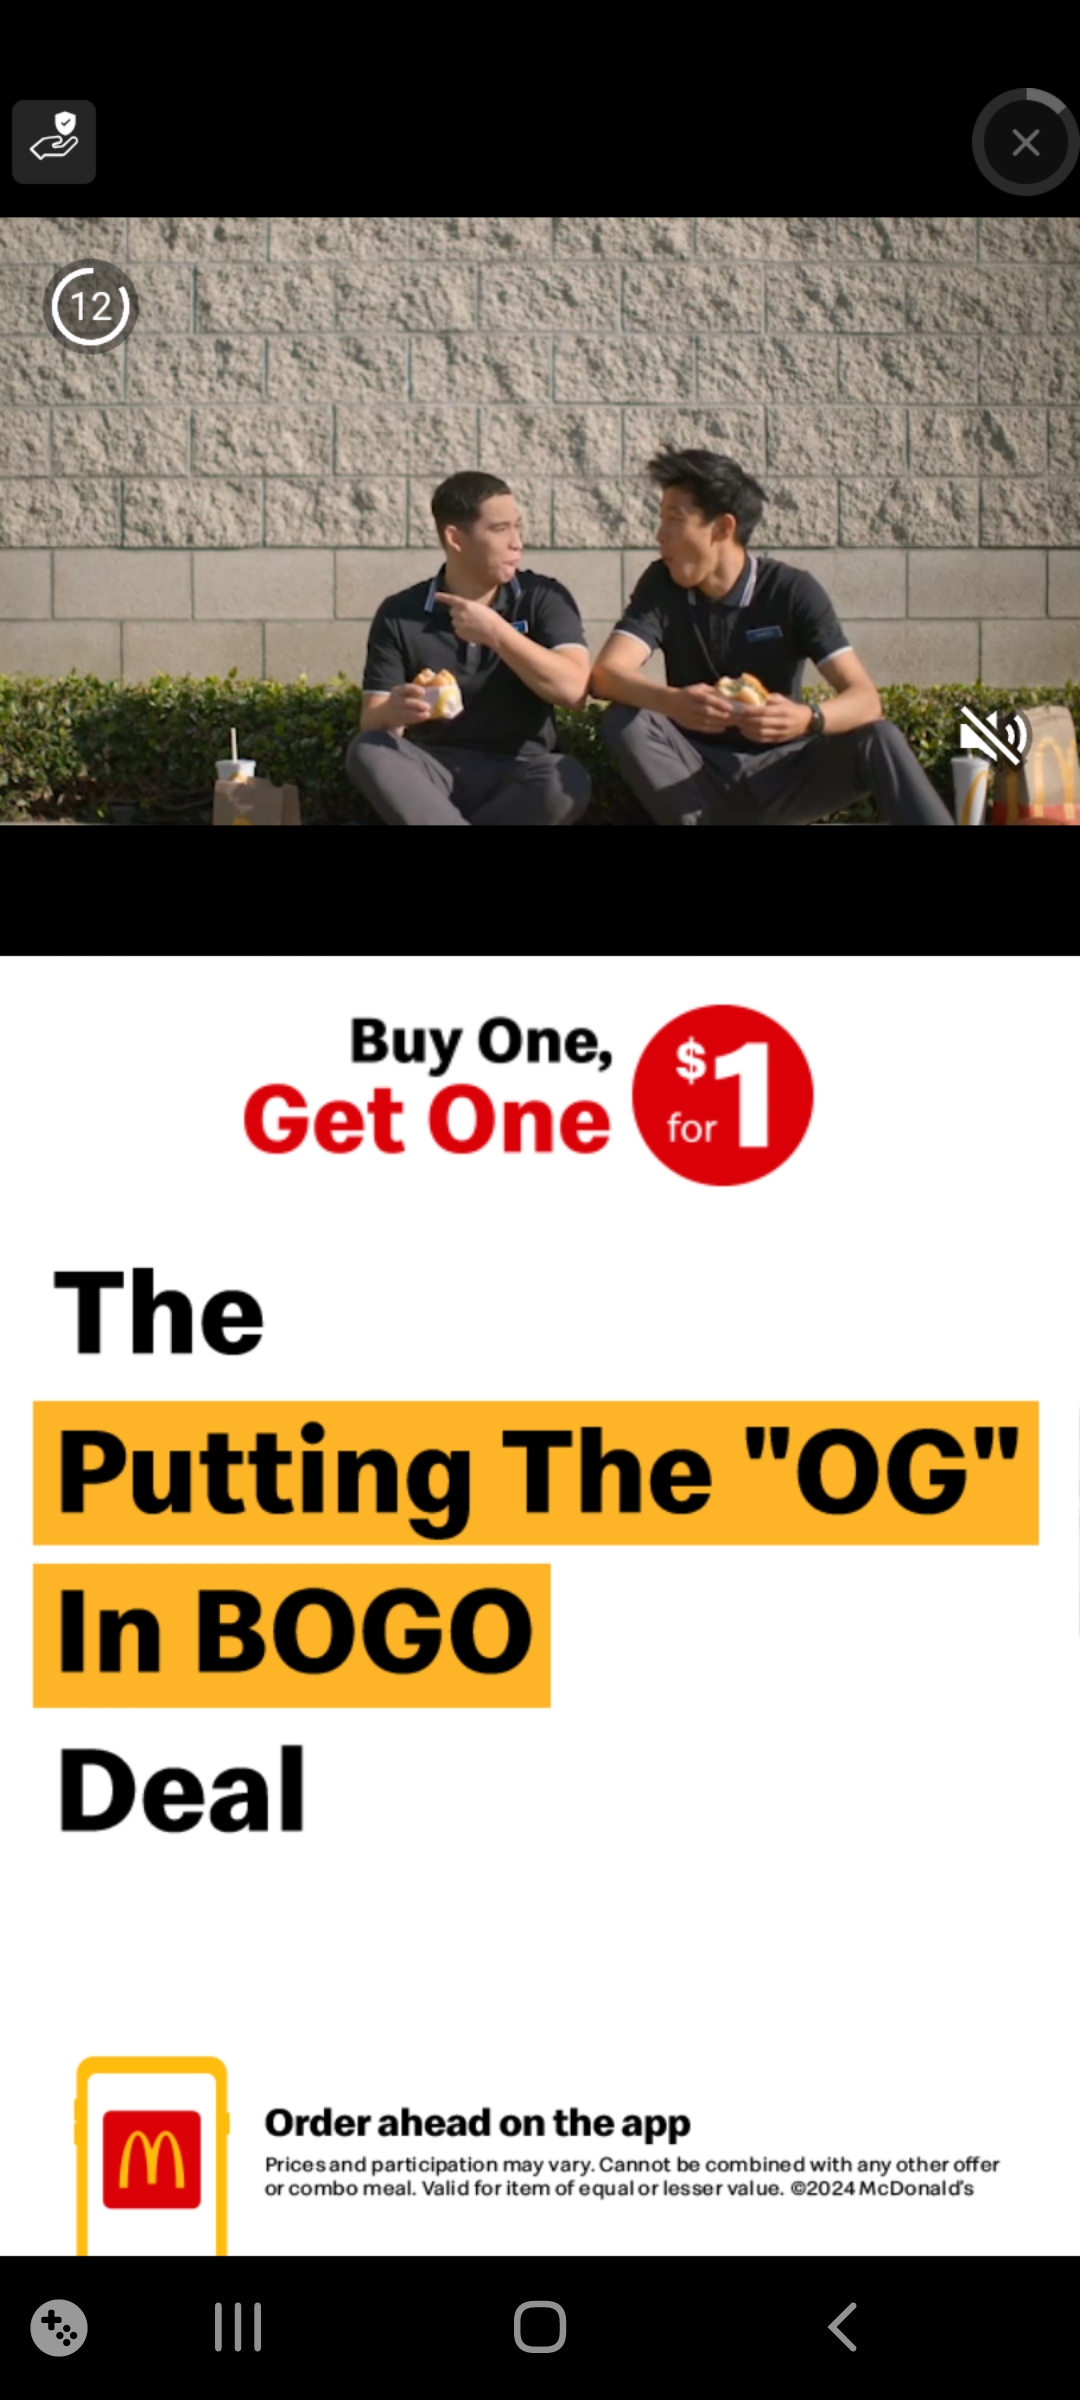 12
Buy One,
Get One
$1
for
The
Putting The "OG"
In BOGO
Deal
Order ahead on the app
Prices and participation may vary. Cannot be combined with any other offer
or combo meal. Valid for item of equal or lesser value. ©2024 McDonald's